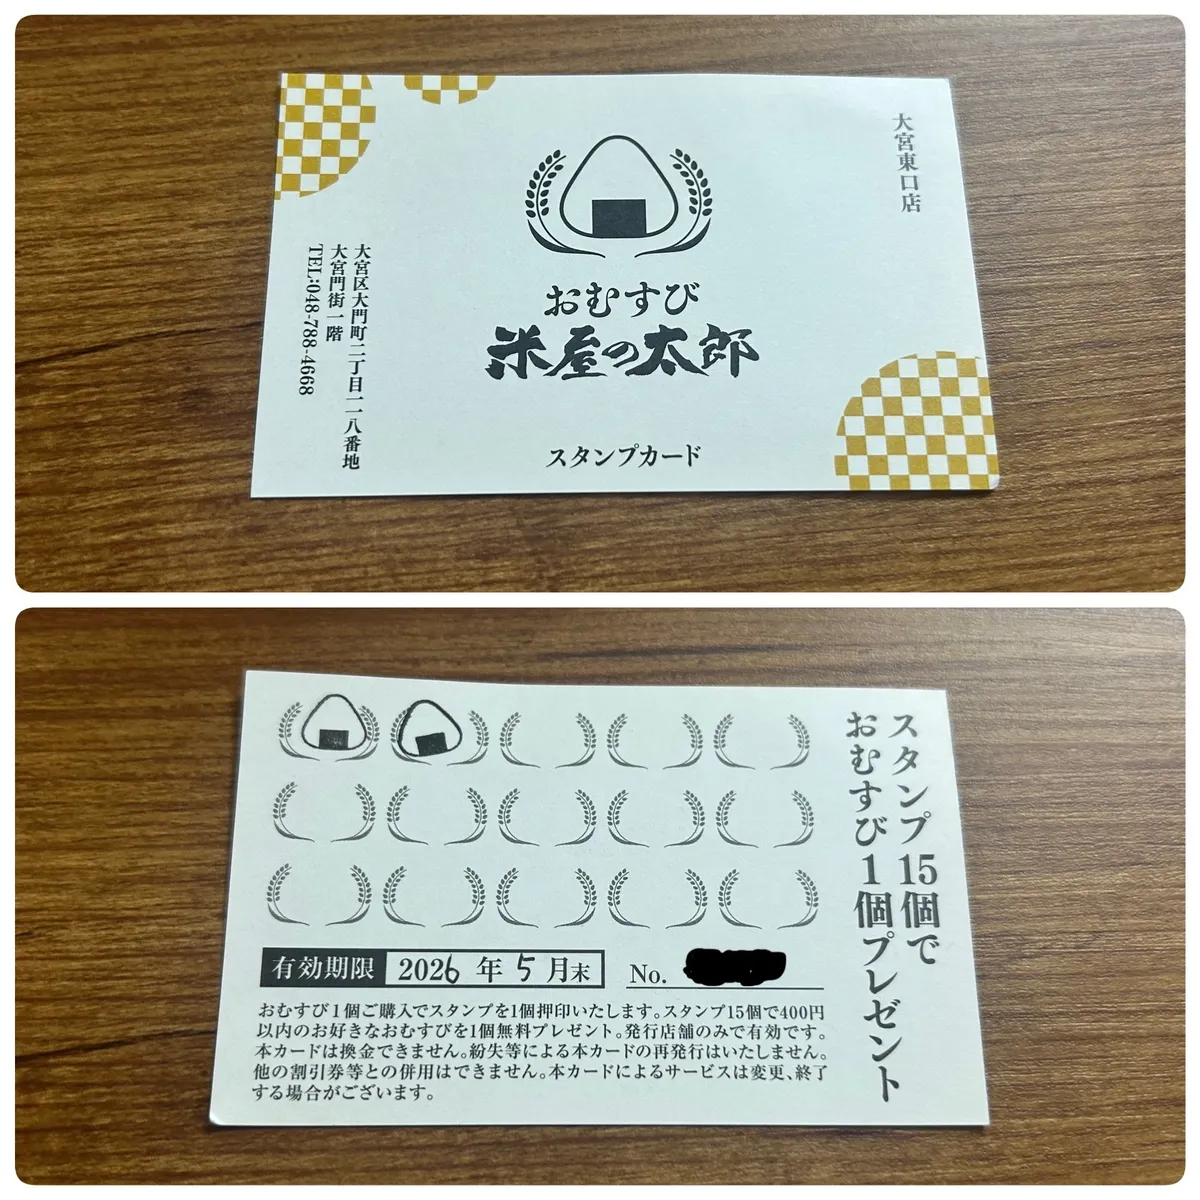 大宮東口店
おむすび
米屋の太郎
スタンプカード
大宮区大門町二丁目一一八番地
大宮門街一階
TEL:048-788-4668
スタンプ15個で
おむすび1個プレゼント
有効期限 2026年5月末 No.
おむすび1個ご購入でスタンプを1個押印いたします。スタンプ15個で400円
以内のお好きなおむすびを1個無料プレゼント。発行店舗のみで有効です。
本カードは換金できません。紛失等による本カードの再発行はいたしません。
他の割引券等との併用はできません。本カードによるサービスは変更、終了
する場合がございます。